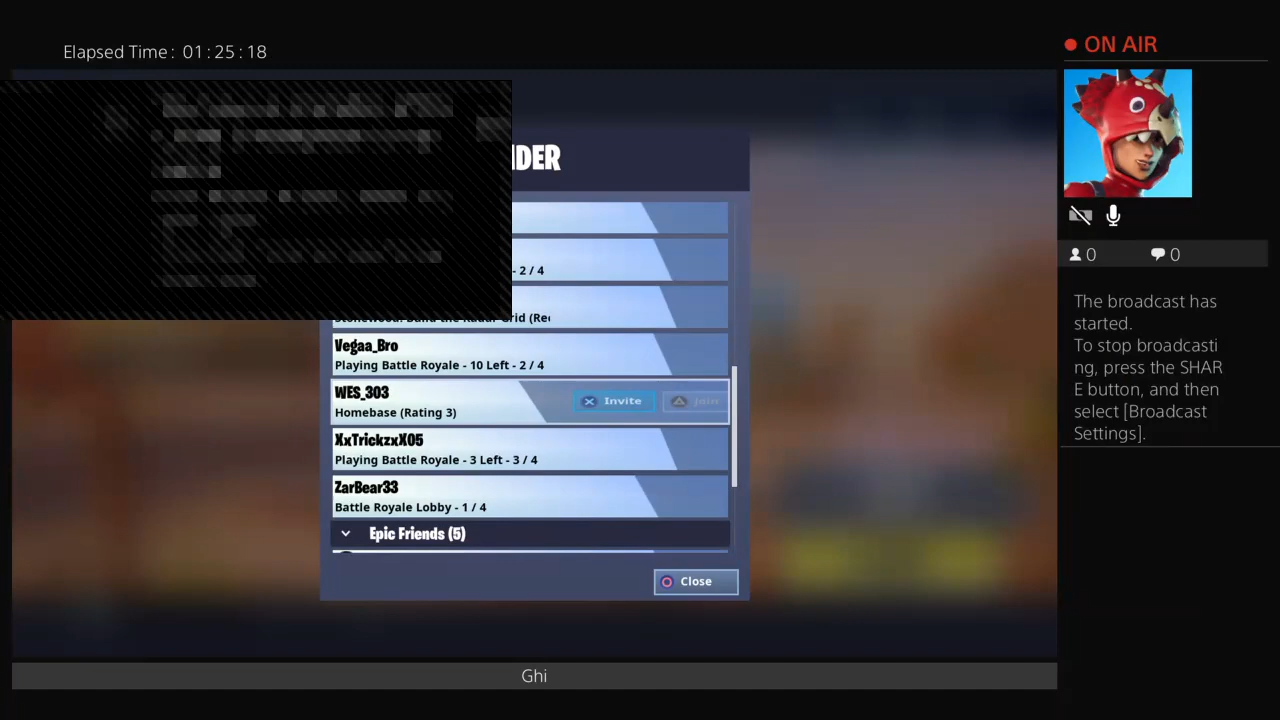 Elapsed Time: 01:25:18
ON AIR
DER
- 2 / 4
Vegaa_Bro
Playing Battle Royale - 10 Left - 2 / 4
WES_303
Homebase (Rating 3)
Invite
Join
XxTrickzxX05
Playing Battle Royale - 3 Left - 3 / 4
ZarBear33
Battle Royale Lobby - 1 / 4
Epic Friends (5)
Close
0
0
The broadcast has
started.
To stop broadcasti
ng, press the SHAR
E button, and then
select [Broadcast
Settings].
Ghi